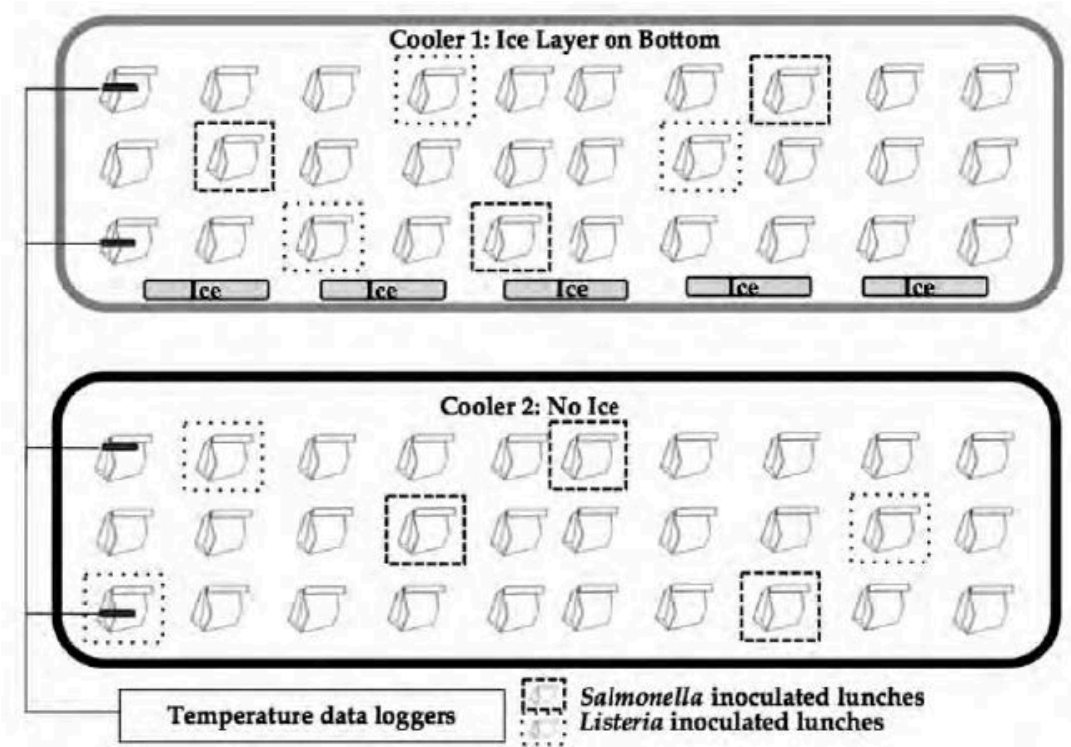 Cooler 1: Ice Layer on Bottom
Ice Ice Ice Ice Ice
Cooler 2: No Ice
Temperature data loggers
Salmonella inoculated lunches
Listeria inoculated lunches